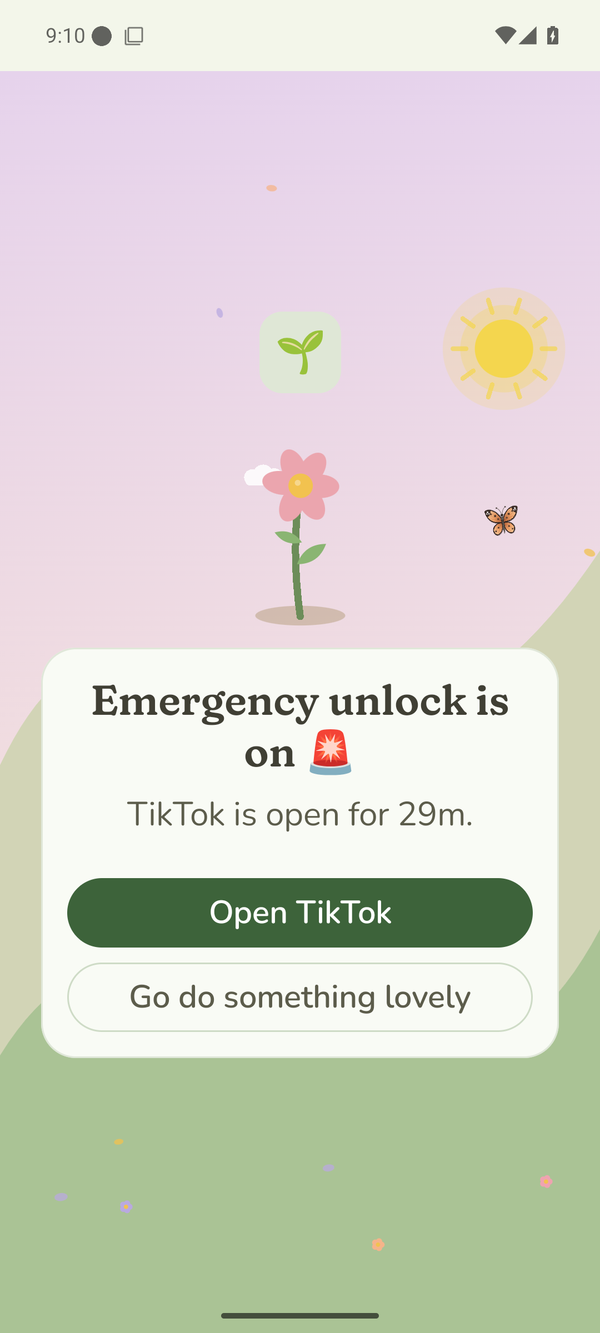 9:10
Emergency unlock is
on 🚨
TikTok is open for 29m.
Open TikTok
Go do something lovely